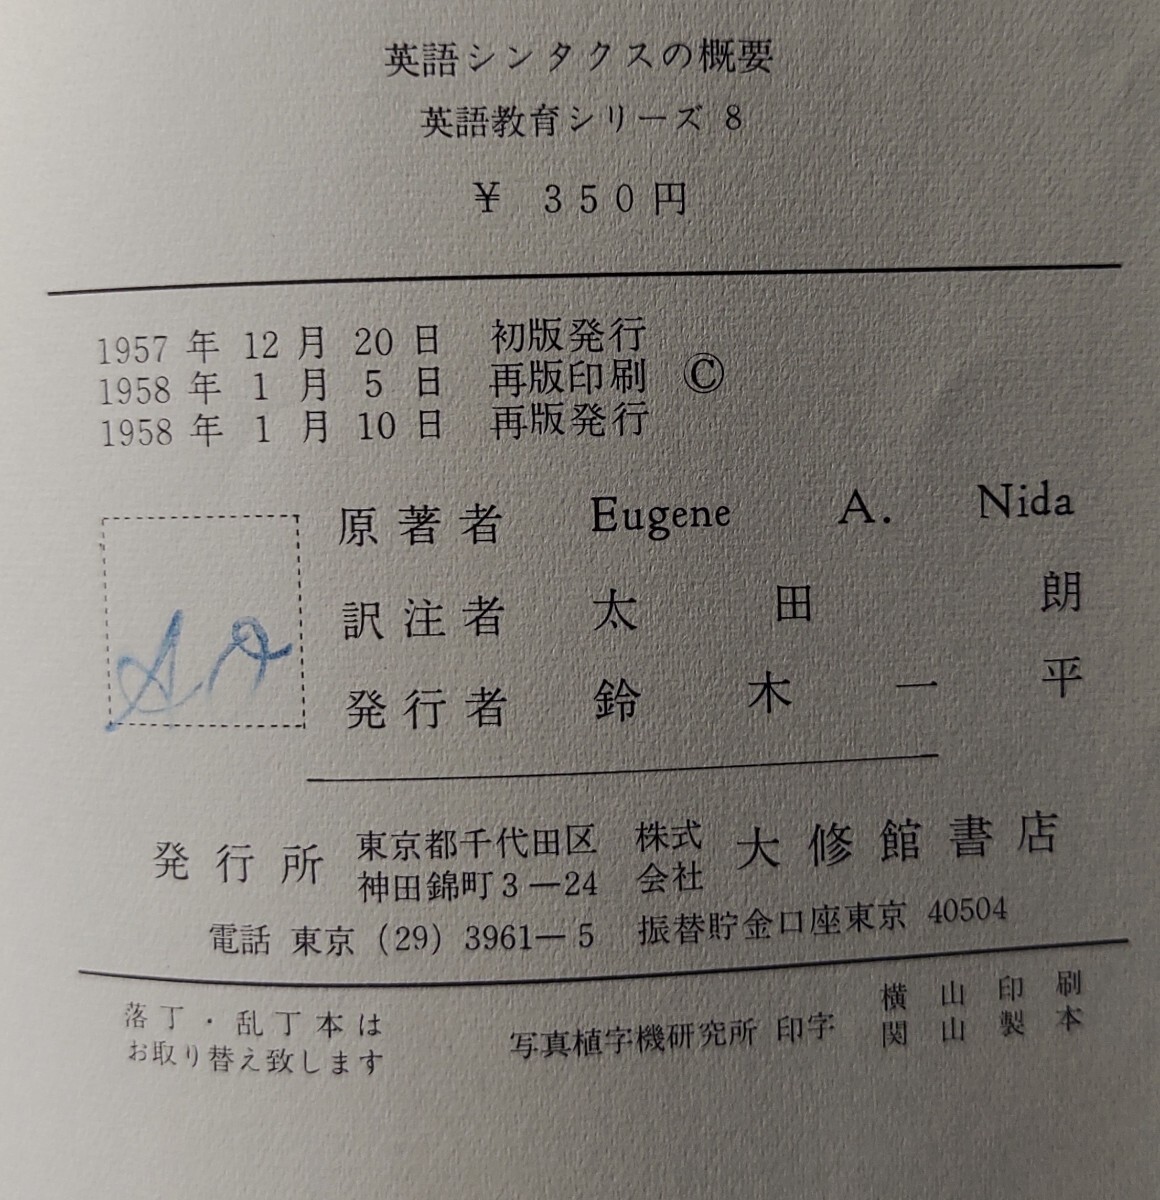 英語シンタクスの概要
英語教育シリーズ 8
¥ 350円
1957 年 12 月 20 日 初版発行
1958 年 1 月 5 日 再版印刷 ©
1958 年 1 月 10 日 再版発行
原著者 Eugene A. Nida
訳注者 太田 朗
発行者 鈴木一平
発行所 東京都千代田区神田錦町3―24 株式会社 大修館書店
電話 東京 (29) 3961―5 振替貯金口座東京 40504
落丁・乱丁本は
お取り替え致します
写真植字機研究所 印字
横山印刷
関山製本